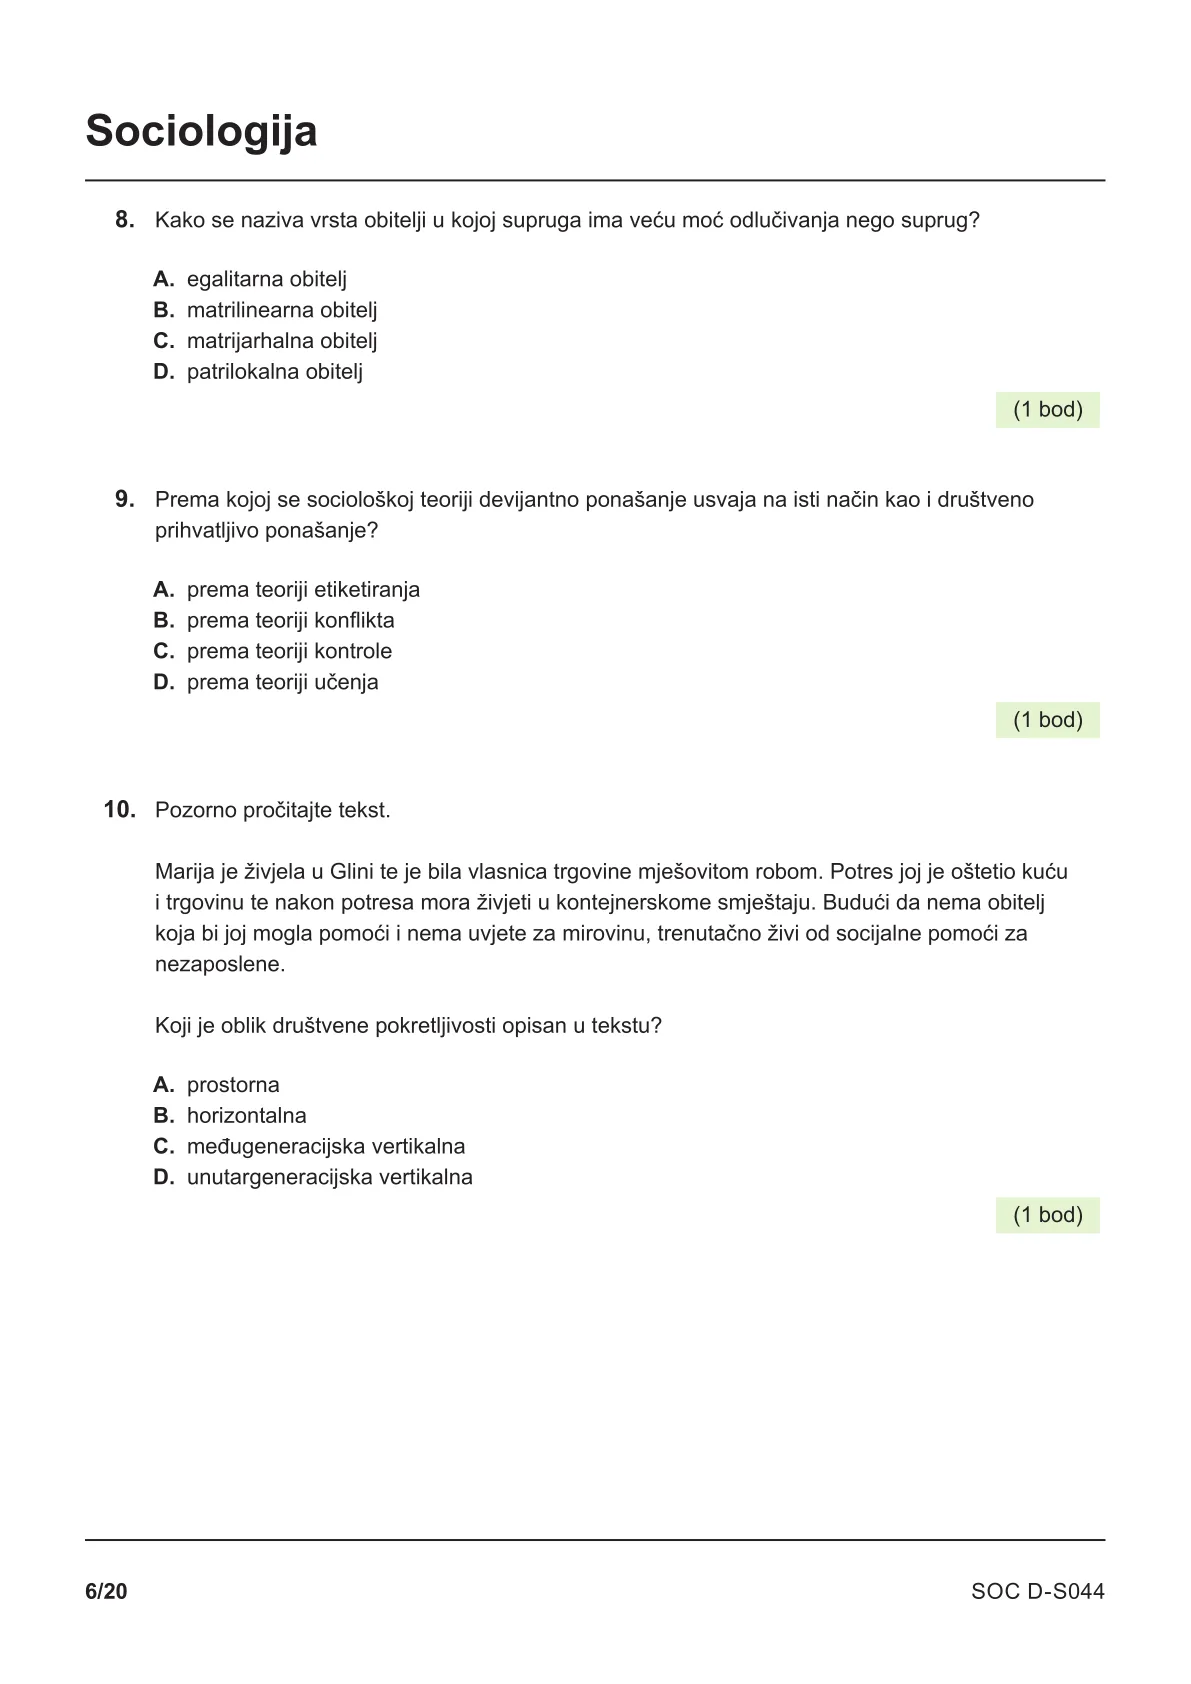 Sociologija
8. Kako se naziva vrsta obitelji u kojoj supruga ima veću moć odlučivanja nego suprug?
A. egalitarna obitelj
B. matrilinearna obitelj
C. matrijarhalna obitelj
D. patrilokalna obitelj
(1 bod)
9. Prema kojoj se sociološkoj teoriji devijantno ponašanje usvaja na isti način kao i društveno
prihvatljivo ponašanje?
A. prema teoriji etiketiranja
B. prema teoriji konflikta
C. prema teoriji kontrole
D. prema teoriji učenja
(1 bod)
10. Pozorno pročitajte tekst.
Marija je živjela u Glini te je bila vlasnica trgovine mješovitom robom. Potres joj je oštetio kuću
i trgovinu te nakon potresa mora živjeti u kontejnerskome smještaju. Budući da nema obitelj
koja bi joj mogla pomoći i nema uvjete za mirovinu, trenutačno živi od socijalne pomoći za
nezaposlene.
Koji je oblik društvene pokretljivosti opisan u tekstu?
A. prostorna
B. horizontalna
C. međugeneracijska vertikalna
D. unutargeneracijska vertikalna
(1 bod)
6/20
SOC D-S044